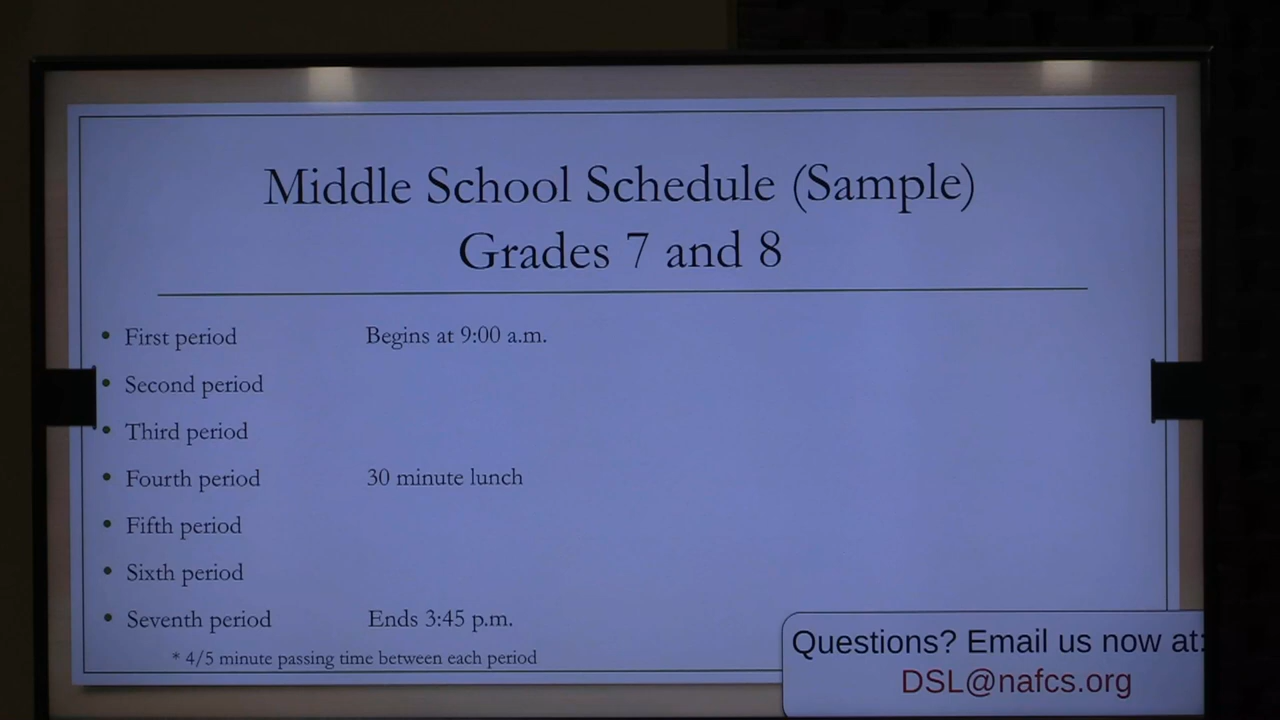 Middle School Schedule (Sample)
Grades 7 and 8
• First period Begins at 9:00 a.m.
• Second period
• Third period
• Fourth period 30 minute lunch
• Fifth period
• Sixth period
• Seventh period Ends 3:45 p.m.
* 4/5 minute passing time between each period
Questions? Email us now at:
DSL@nafcs.org